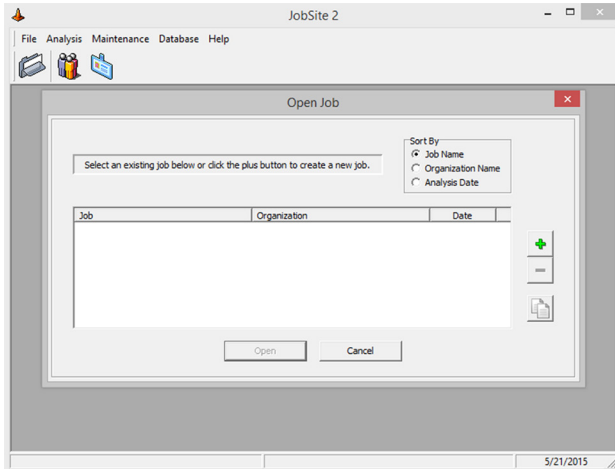 JobSite 2
File Analysis Maintenance Database Help
Open Job
Select an existing job below or click the plus button to create a new job.
Sort By
Job Name
Organization Name
Analysis Date
Job Organization Date
Open Cancel
5/21/2015